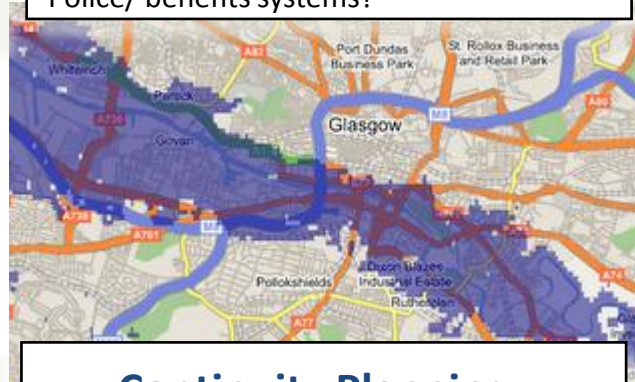 Police/ benefits systems?
A82
Port Dundas
Business Park
St. Rollox Business
and Retail Park
Whiteinch
A80
Partick
A739
M8
Glasgow
Govan
A739
M8
A761
Pollokshields
Dixon Blazes
Industrial Estate
Rutherglen
A77
Continuity Planning